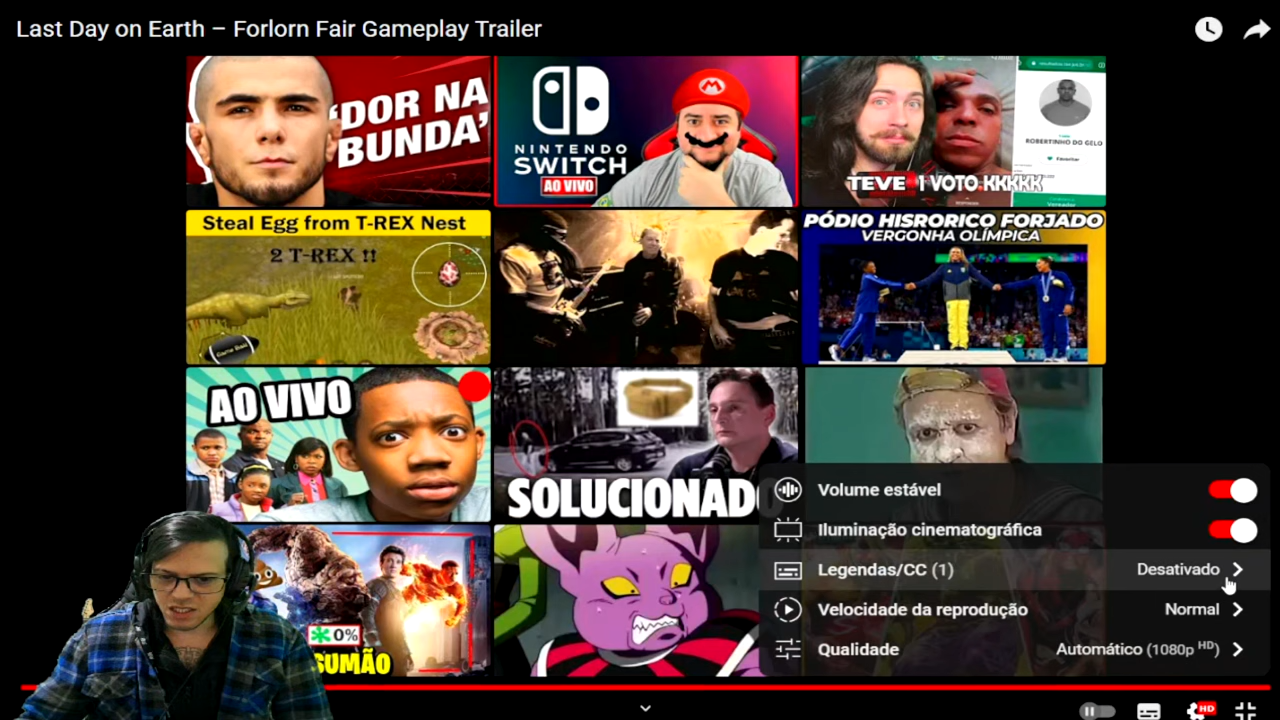 Last Day on Earth – Forlorn Fair Gameplay Trailer
'DOR NA
BUNDA'
NINTENDO
SWITCH
AO VIVO
ROBERTINHO DO GELO
Favoritar
TEVE 1 VOTO KKKKK
Steal Egg from T-REX Nest
2 T-REX !!
PÓDIO HISRORICO FORJADO
VERGONHA OLÍMPICA
AO VIVO
SOLUCIONADO
0%
SUMÃO
Volume estável
Iluminação cinematográfica
Legendas/CC (1) Desativado
Velocidade da reprodução Normal
Qualidade Automático (1080p HD)
HD